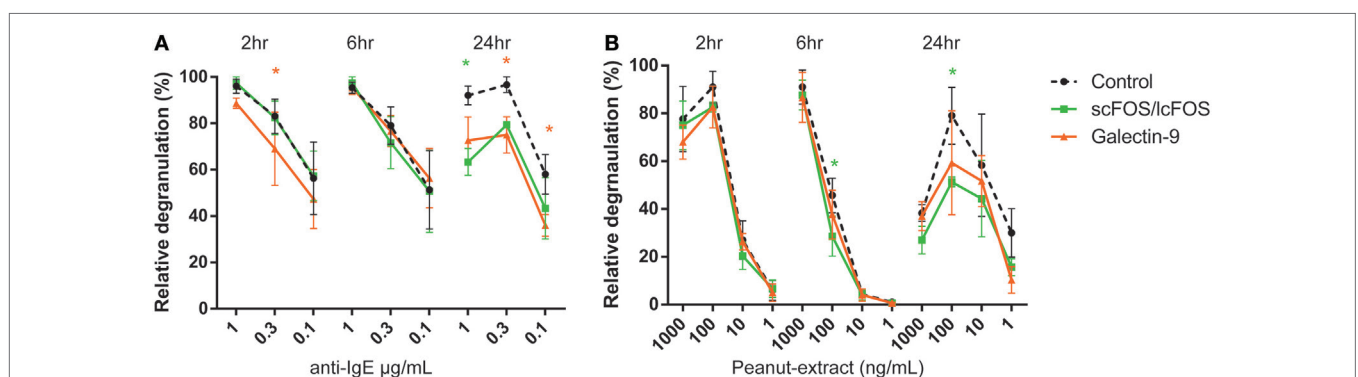 A
2hr
6hr
24hr
*
*
*
*
Relative degranulation (%)
100
80
60
40
20
0
1
0.3
0.1
1
0.3
0.1
1
0.3
0.1
anti-IgE µg/mL
B
2hr
6hr
24hr
*
*
Relative degrnaulation (%)
100
80
60
40
20
0
1000
100
10
1
1000
100
10
1
1000
100
10
1
Peanut-extract (ng/mL)
Control
scFOS/lcFOS
Galectin-9